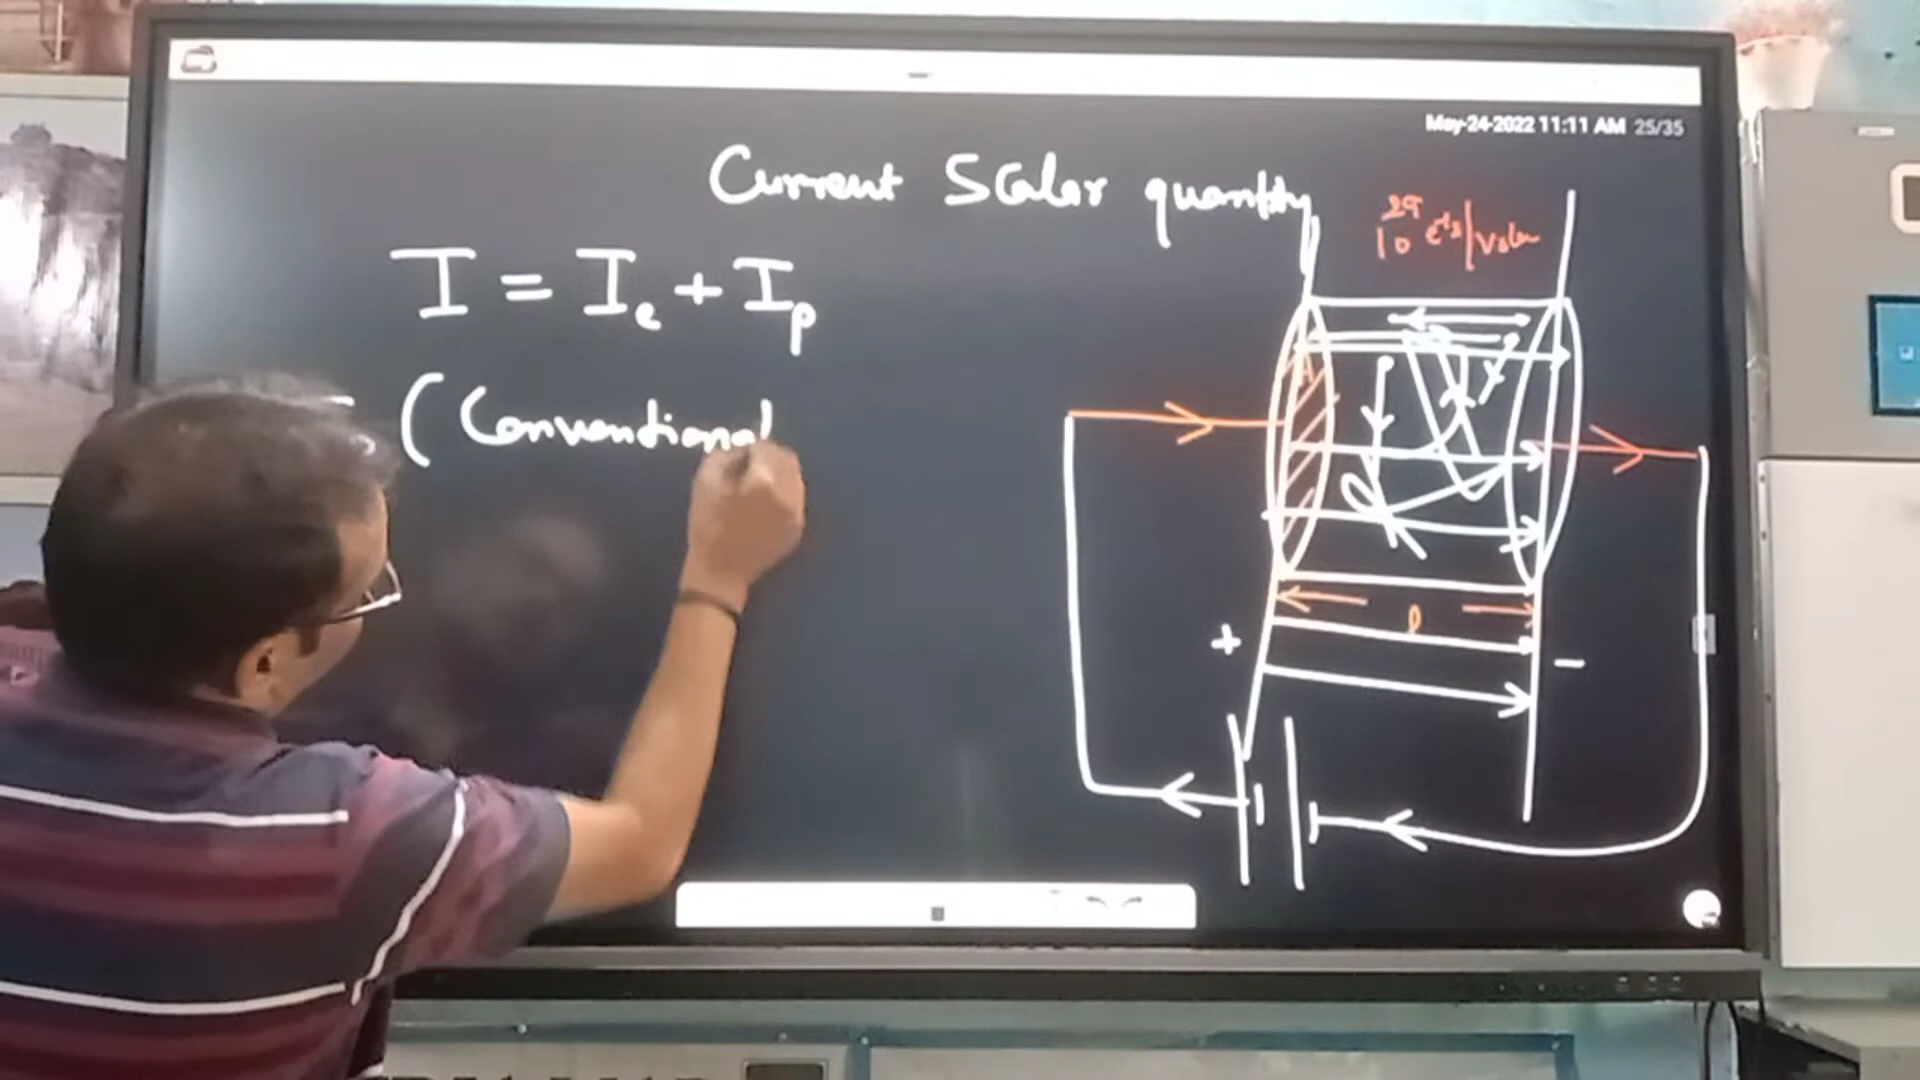 May-24-2022 11:11 AM 25/35
Current Scalar quantity
10²⁹ e⁻'s/Volm
I = Iₑ + Iₚ
(Conventional
A
l
+
−